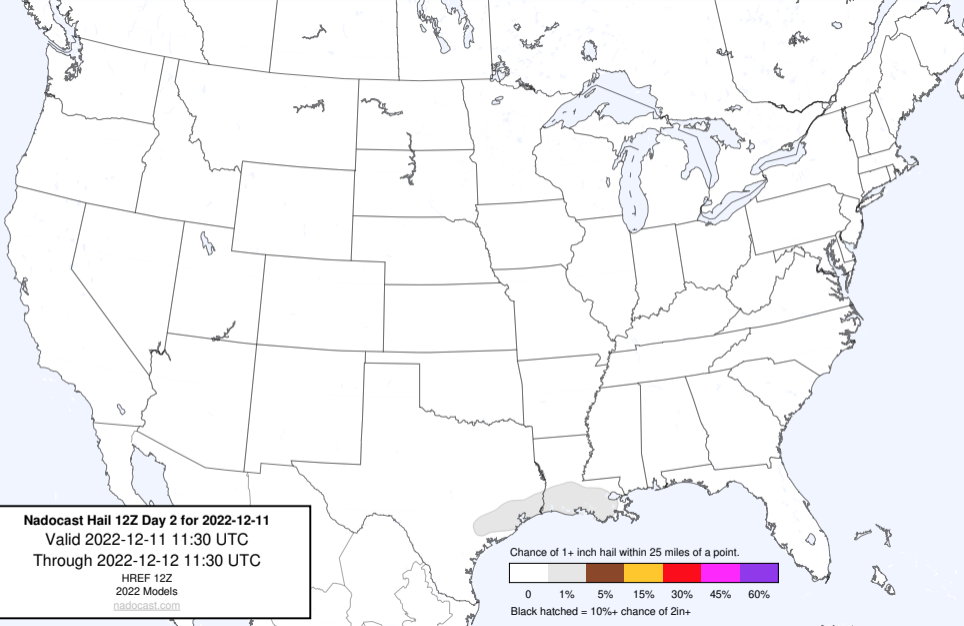 Nadocast Hail 12Z Day 2 for 2022-12-11
Valid 2022-12-11 11:30 UTC
Through 2022-12-12 11:30 UTC
HREF 12Z
2022 Models
nadocast.com
Chance of 1+ inch hail within 25 miles of a point.
0 1% 5% 15% 30% 45% 60%
Black hatched = 10%+ chance of 2in+